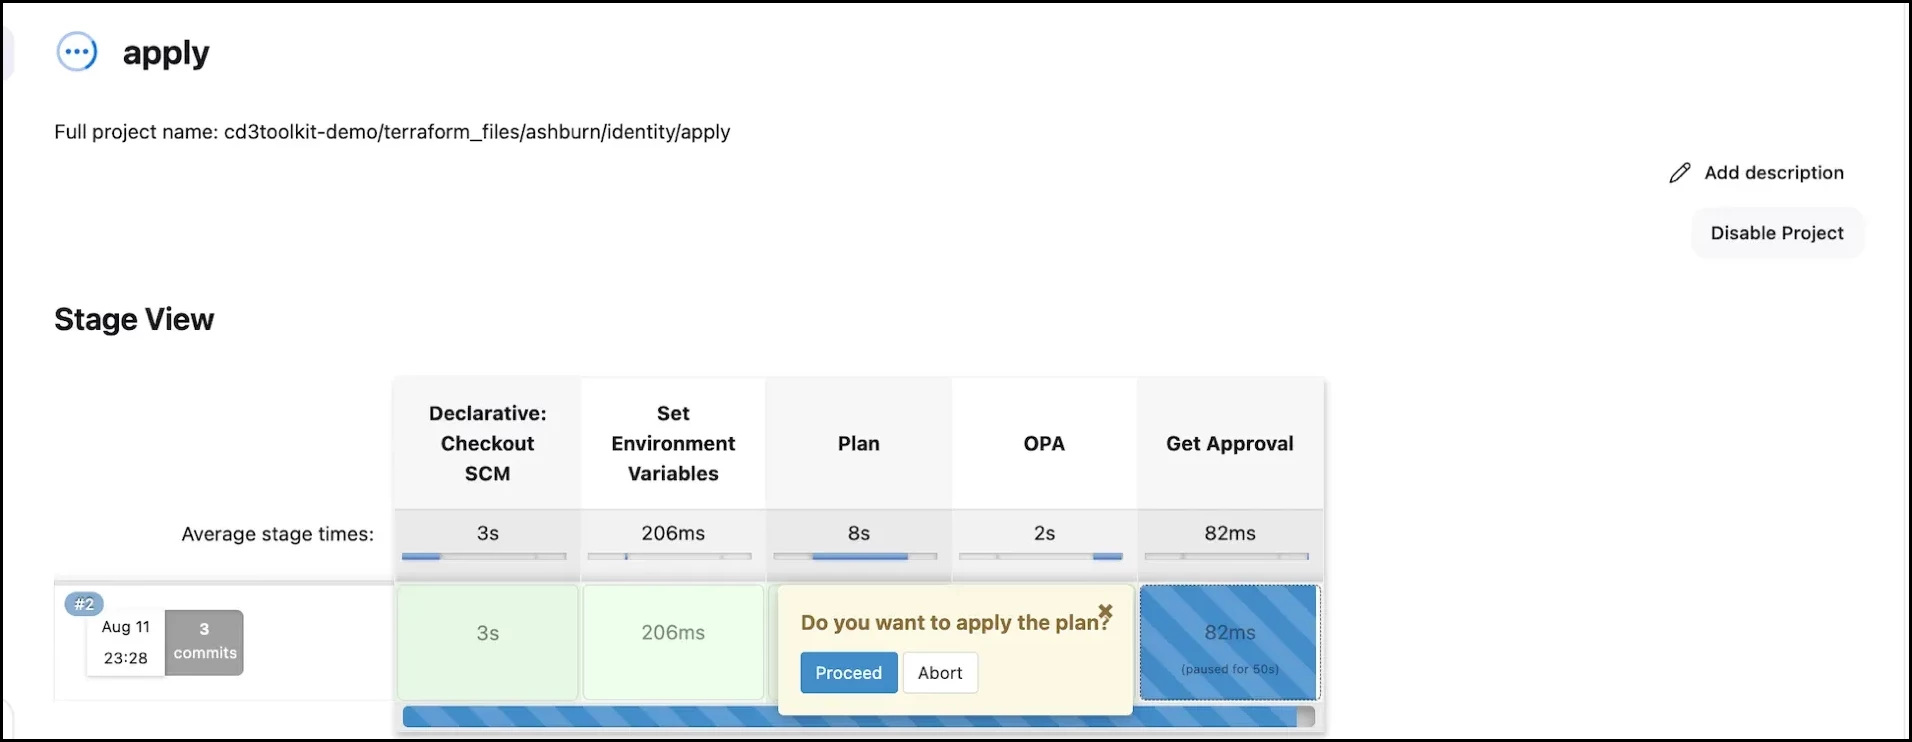 apply
Full project name: cd3toolkit-demo/terraform_files/ashburn/identity/apply
Add description
Disable Project
Stage View
Declarative:
Checkout
SCM
Set
Environment
Variables
Plan
OPA
Get Approval
Average stage times:
3s
206ms
8s
2s
82ms
#2
Aug 11
23:28
3
commits
3s
206ms
Do you want to apply the plan?
Proceed
Abort
82ms
(paused for 50s)